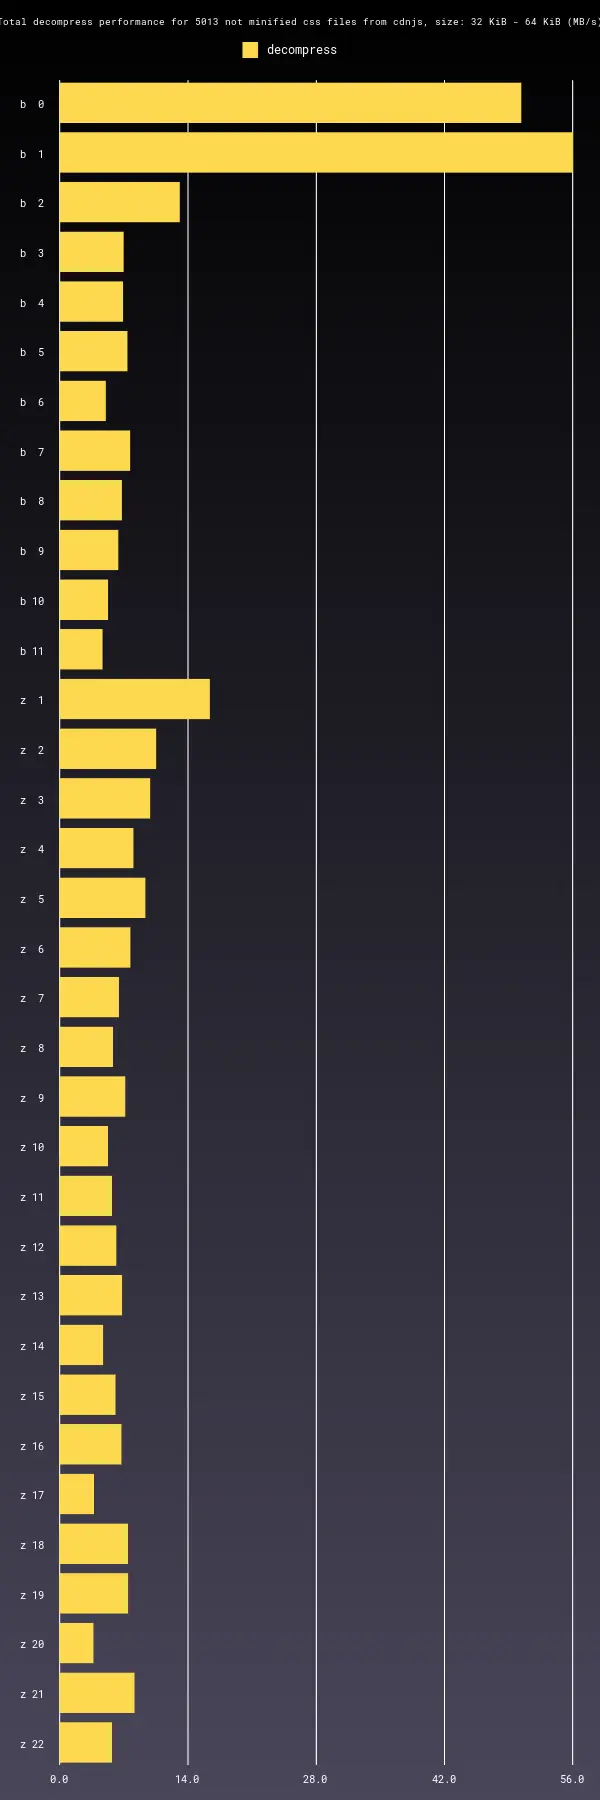 Total decompress performance for 5013 not minified css files from cdnjs, size: 32 KiB - 64 KiB (MB/s)
decompress
b 0
b 1
b 2
b 3
b 4
b 5
b 6
b 7
b 8
b 9
b 10
b 11
z 1
z 2
z 3
z 4
z 5
z 6
z 7
z 8
z 9
z 10
z 11
z 12
z 13
z 14
z 15
z 16
z 17
z 18
z 19
z 20
z 21
z 22
0.0 14.0 28.0 42.0 56.0